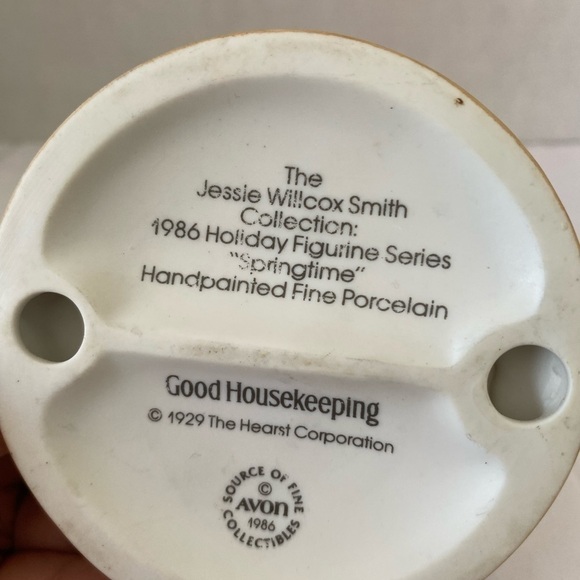 The
Jessie Willcox Smith
Collection:
1986 Holiday Figurine Series
"Springtime"
Handpainted Fine Porcelain
Good Housekeeping
© 1929 The Hearst Corporation
SOURCE OF FINE
©
AVON
1986
COLLECTIBLES